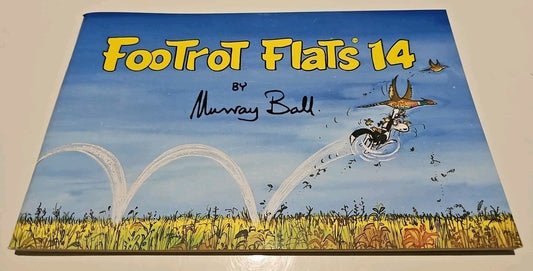 FooTroT FlaTs 14
BY
Murray Ball